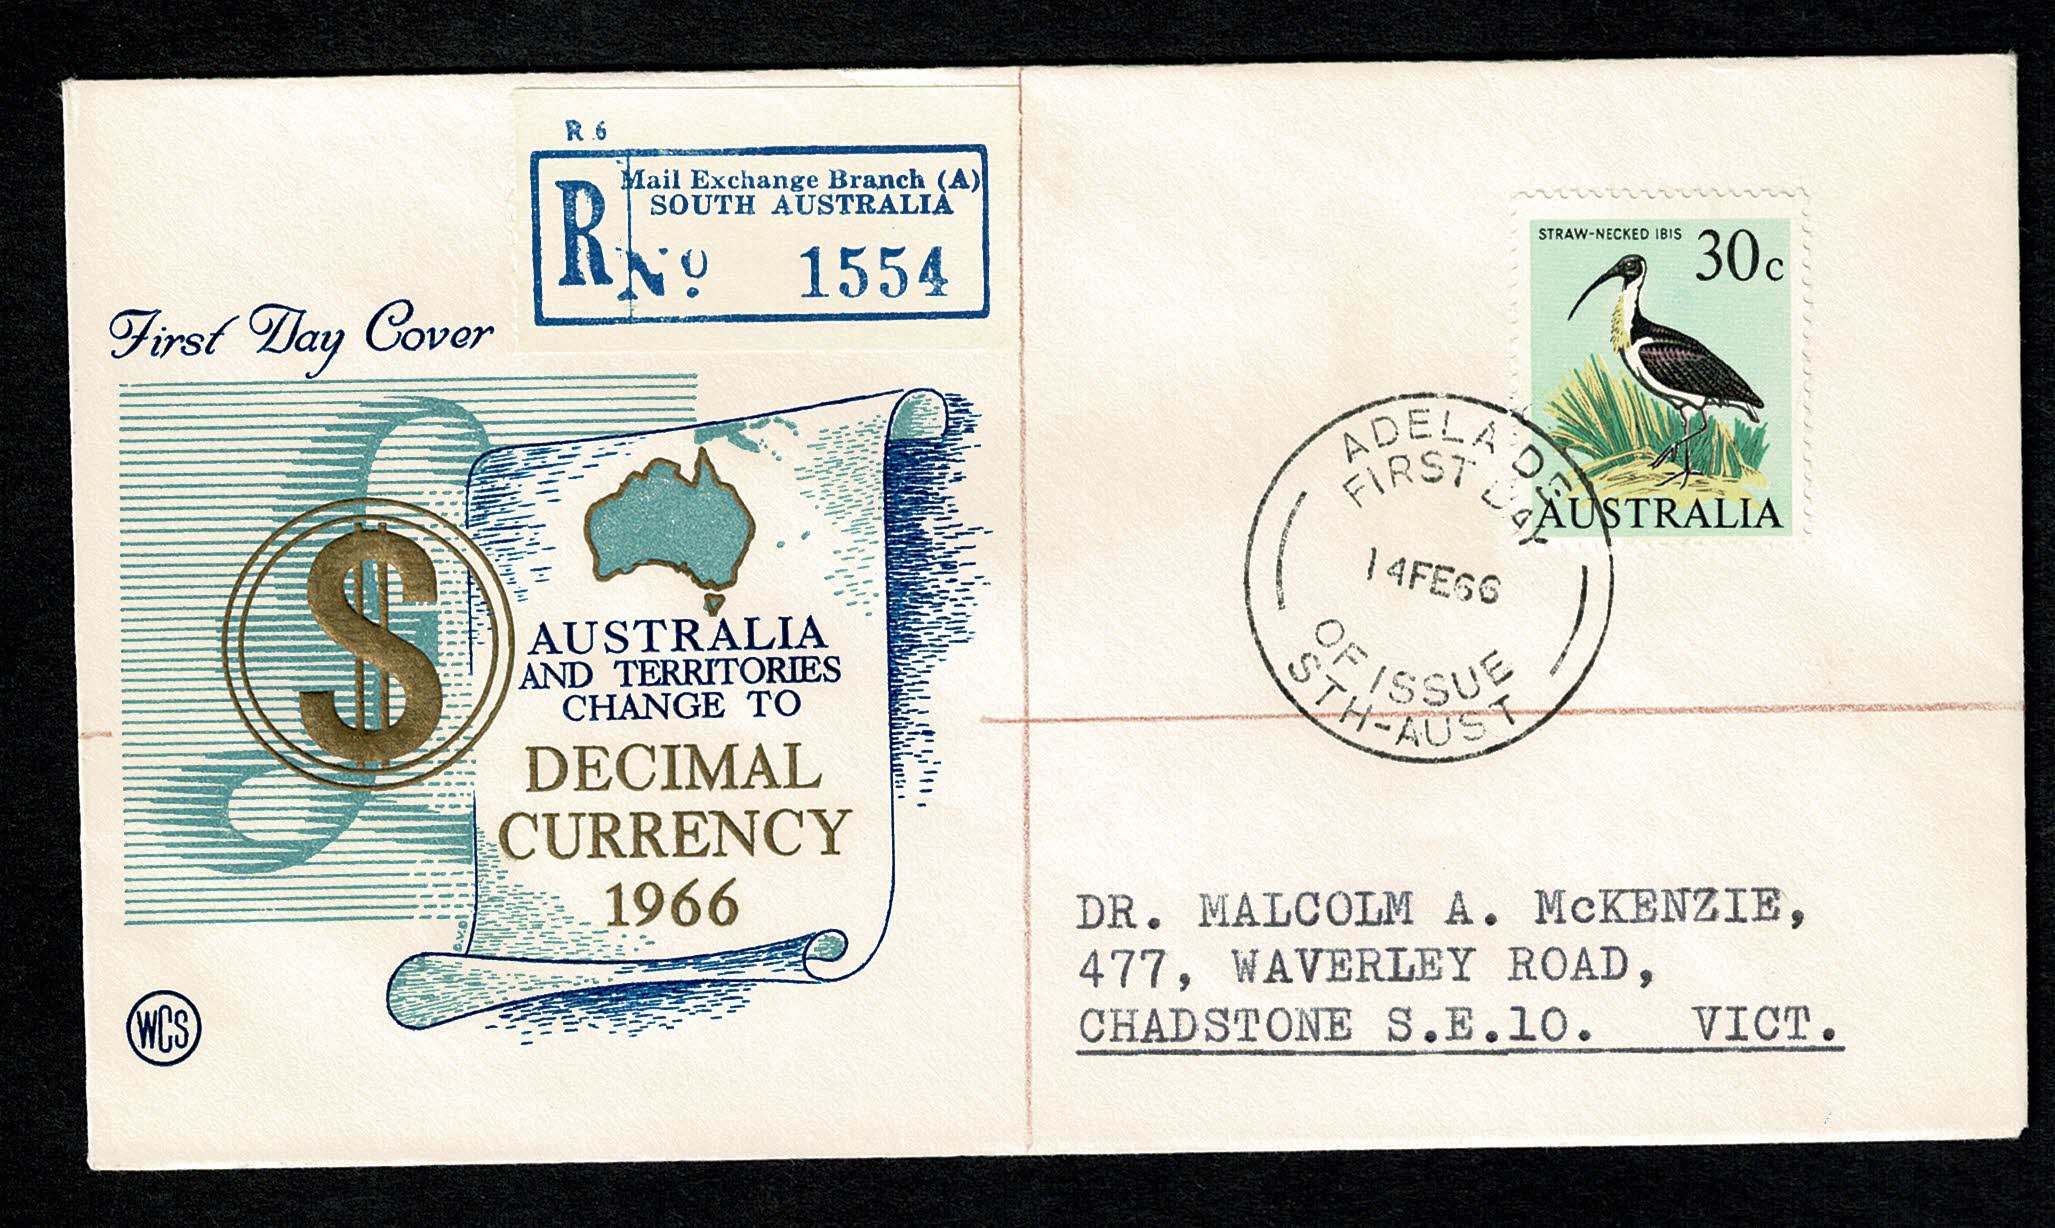 R 6
R Mail Exchange Branch (A)
SOUTH AUSTRALIA
No. 1554
First Day Cover
$
AUSTRALIA
AND TERRITORIES
CHANGE TO
DECIMAL
CURRENCY
1966
WCS
STRAW-NECKED IBIS 30c
AUSTRALIA
ADELAIDE
FIRST DAY
14FE66
OF ISSUE
STH-AUST
DR. MALCOLM A. McKENZIE,
477, WAVERLEY ROAD,
CHADSTONE S.E.10. VICT.